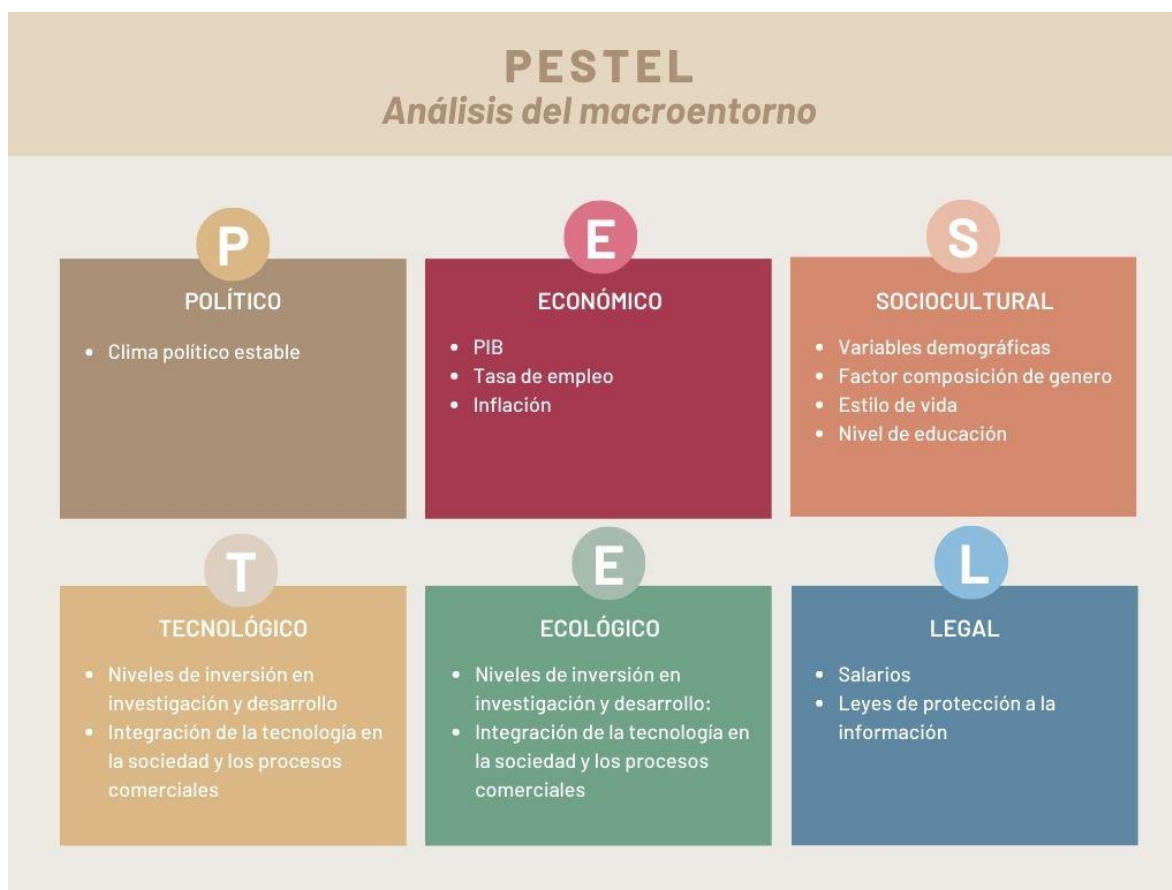 PESTEL
Análisis del macroentorno
P
POLÍTICO
• Clima político estable
E
ECONÓMICO
• PIB
• Tasa de empleo
• Inflación
S
SOCIOCULTURAL
• Variables demográficas
• Factor composición de genero
• Estilo de vida
• Nivel de educación
T
TECNOLÓGICO
• Niveles de inversión en
investigación y desarrollo
• Integración de la tecnología en
la sociedad y los procesos
comerciales
E
ECOLÓGICO
• Niveles de inversión en
investigación y desarrollo:
• Integración de la tecnología en
la sociedad y los procesos
comerciales
L
LEGAL
• Salarios
• Leyes de protección a la
información